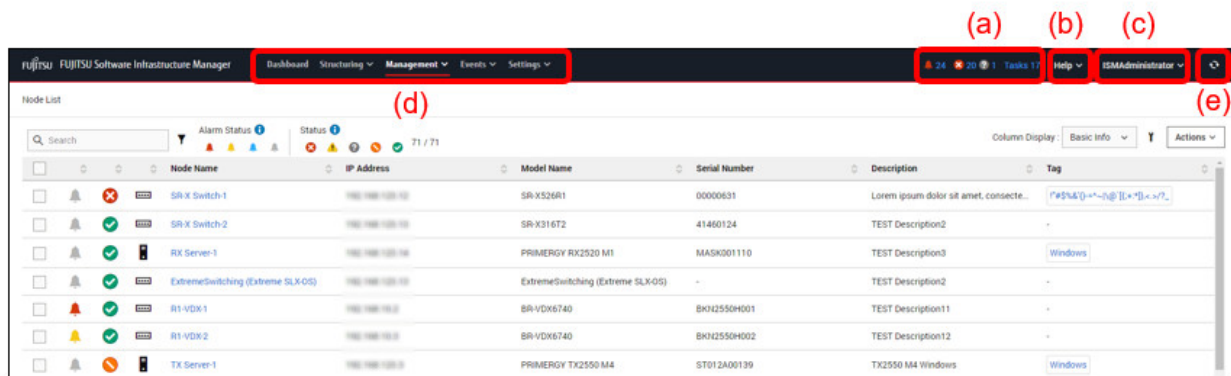 (a) (b) (c)
FUJITSU FUJITSU Software Infrastructure Manager Dashboard Structuring Management Events Settings 24 20 1 Tasks 17 Help ISMAdministrator
Node List (d) (e)
Search Alarm Status Status 71 / 71 Column Display : Basic Info Actions
Node Name IP Address Model Name Serial Number Description Tag
SR-X Switch-1 SR-X526R1 00000631 Lorem ipsum dolor sit amet, consecte...
SR-X Switch-2 SR-X316T2 41460124 TEST Description2 -
RX Server-1 PRIMERGY RX2520 M1 MASK001110 TEST Description3 Windows
ExtremeSwitching (Extreme SLX-OS) ExtremeSwitching (Extreme SLX-OS) - TEST Description2 -
R1-VDX-1 BR-VDX6740 BKN2550H001 TEST Description11 -
R1-VDX-2 BR-VDX6740 BKN2550H002 TEST Description12 -
TX Server-1 PRIMERGY TX2550 M4 ST012A00139 TX2550 M4 Windows Windows